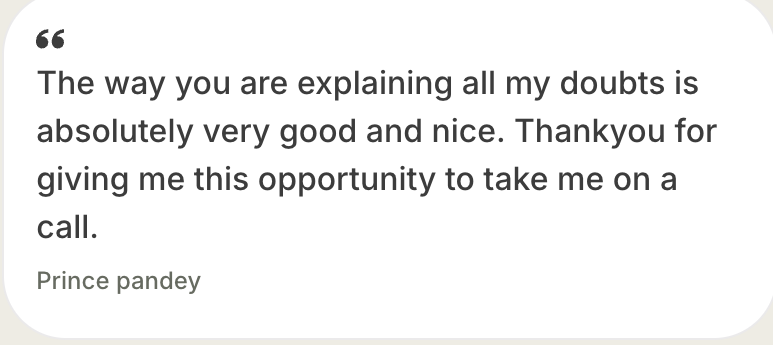 “
The way you are explaining all my doubts is
absolutely very good and nice. Thankyou for
giving me this opportunity to take me on a
call.
Prince pandey